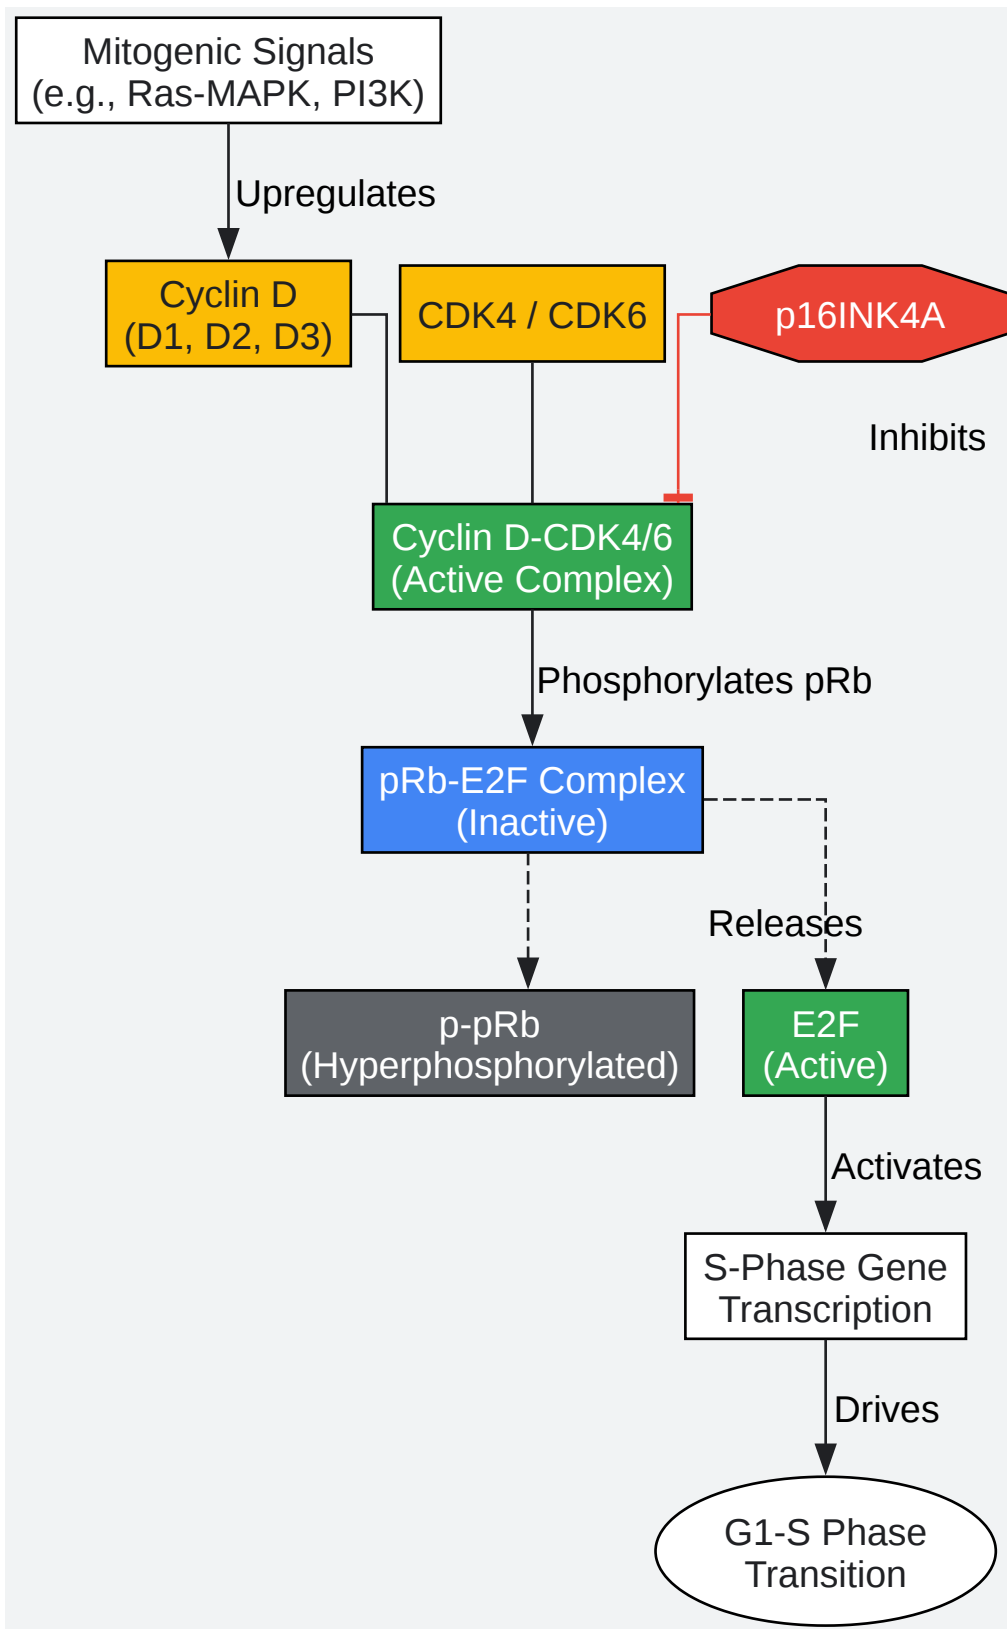 Mitogenic Signals
(e.g., Ras-MAPK, PI3K)
Upregulates
Cyclin D
(D1, D2, D3)
CDK4 / CDK6
p16INK4A
Inhibits
Cyclin D-CDK4/6
(Active Complex)
Phosphorylates pRb
pRb-E2F Complex
(Inactive)
Releases
p-pRb
(Hyperphosphorylated)
E2F
(Active)
Activates
S-Phase Gene
Transcription
Drives
G1-S Phase
Transition